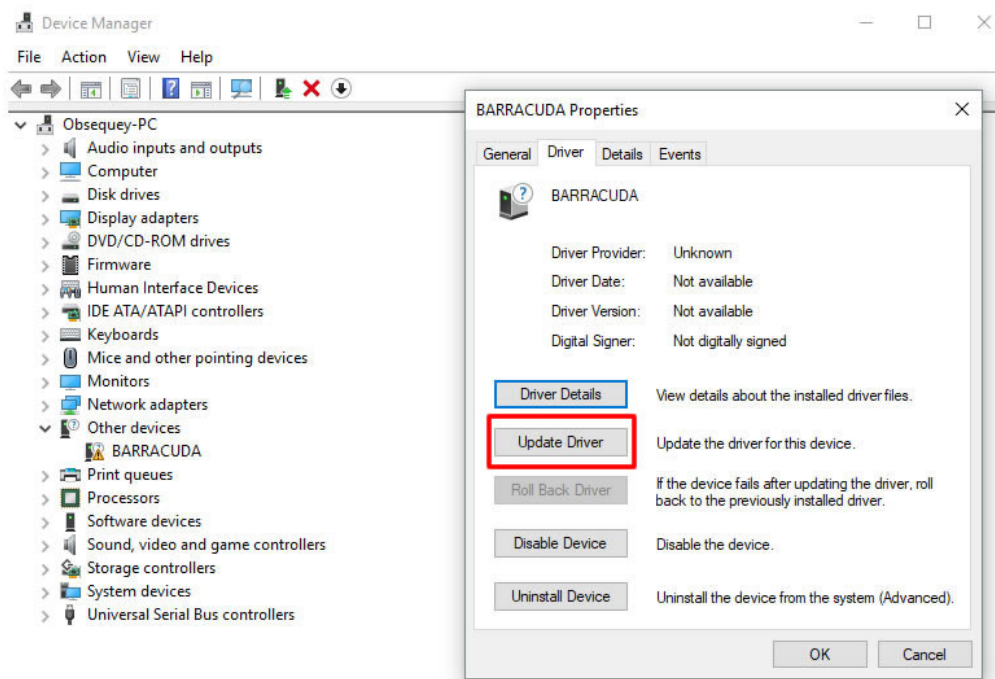 Device Manager
File Action View Help
Obsequey-PC
Audio inputs and outputs
Computer
Disk drives
Display adapters
DVD/CD-ROM drives
Firmware
Human Interface Devices
IDE ATA/ATAPI controllers
Keyboards
Mice and other pointing devices
Monitors
Network adapters
Other devices
BARRACUDA
Print queues
Processors
Software devices
Sound, video and game controllers
Storage controllers
System devices
Universal Serial Bus controllers
BARRACUDA Properties
General Driver Details Events
BARRACUDA
Driver Provider: Unknown
Driver Date: Not available
Driver Version: Not available
Digital Signer: Not digitally signed
Driver Details View details about the installed driver files.
Update Driver Update the driver for this device.
Roll Back Driver If the device fails after updating the driver, roll
back to the previously installed driver.
Disable Device Disable the device.
Uninstall Device Uninstall the device from the system (Advanced).
OK Cancel